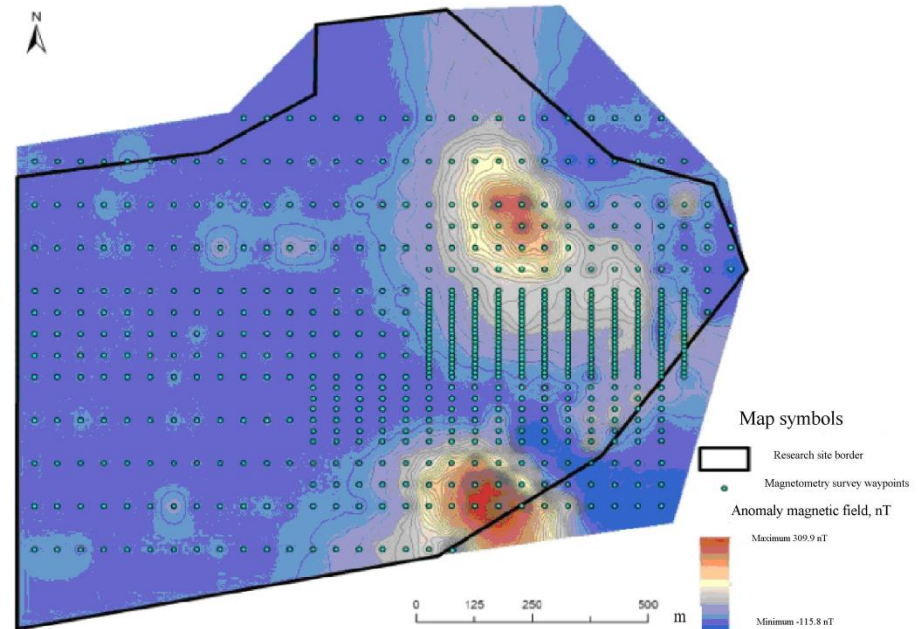 N
Map symbols
Research site border
Magnetometry survey waypoints
Anomaly magnetic field, nT
Maximum 309.9 nT
Minimum -115.8 nT
0 125 250 500
m